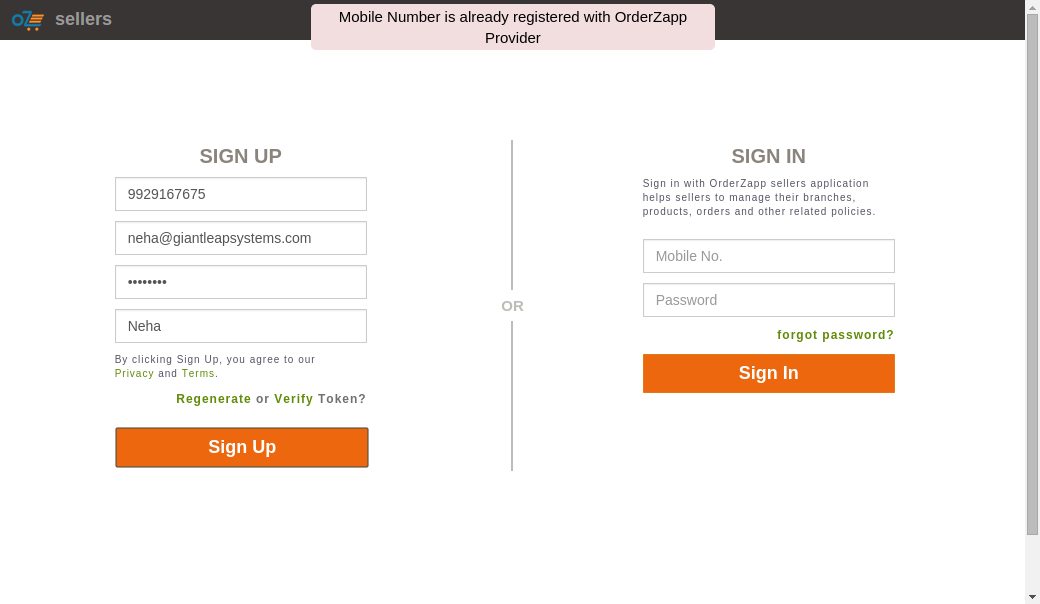 OZ sellers
Mobile Number is already registered with OrderZapp
Provider
SIGN UP
9929167675
neha@giantleapsystems.com
••••••••
Neha
By clicking Sign Up, you agree to our
Privacy and Terms.
Regenerate or Verify Token?
Sign Up
OR
SIGN IN
Sign in with OrderZapp sellers application
helps sellers to manage their branches,
products, orders and other related policies.
Mobile No.
Password
forgot password?
Sign In